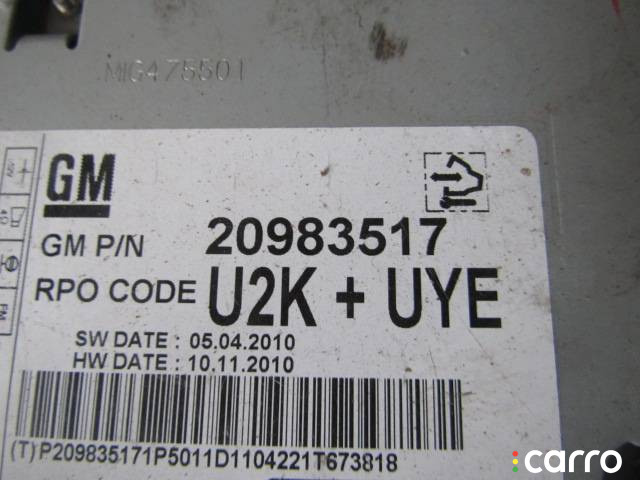 MIG475501
GM
GM P/N 20983517
RPO CODE U2K + UYE
SW DATE : 05.04.2010
HW DATE : 10.11.2010
(T)P209835171P5011D1104221T673818
carro